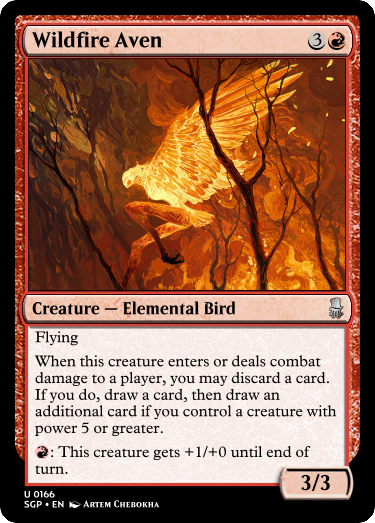 Wildfire Aven 3
Creature — Elemental Bird
Flying
When this creature enters or deals combat
damage to a player, you may discard a card.
If you do, draw a card, then draw an
additional card if you control a creature with
power 5 or greater.
: This creature gets +1/+0 until end of
turn.
3/3
U 0166
SGP • EN Artem Chebokha